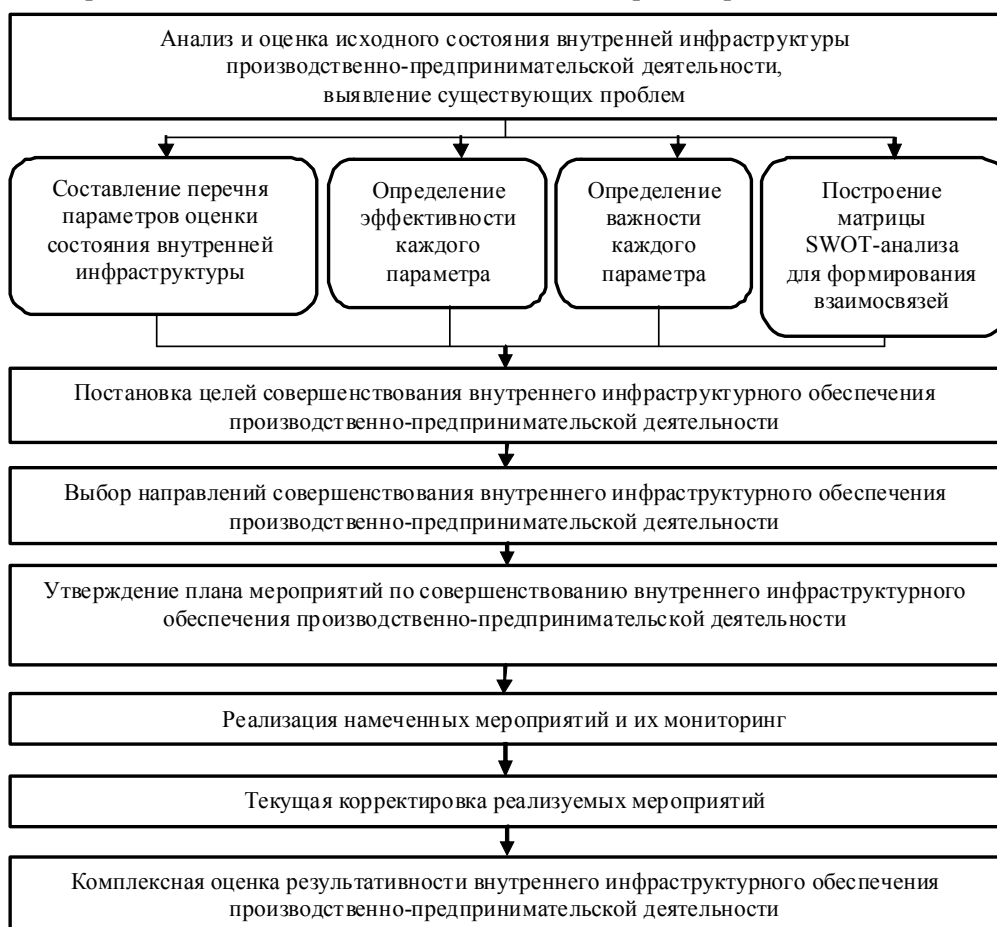 Анализ и оценка исходного состояния внутренней инфраструктуры
производственно-предпринимательской деятельности,
выявление существующих проблем
Составление перечня
параметров оценки
состояния внутренней
инфраструктуры
Определение
эффективности
каждого
параметра
Определение
важности
каждого
параметра
Построение
матрицы
SWOT-анализа
для формирования
взаимосвязей
Постановка целей совершенствования внутреннего инфраструктурного обеспечения
производственно-предпринимательской деятельности
Выбор направлений совершенствования внутреннего инфраструктурного обеспечения
производственно-предпринимательской деятельности
Утверждение плана мероприятий по совершенствованию внутреннего инфраструктурного
обеспечения производственно-предпринимательской деятельности
Реализация намеченных мероприятий и их мониторинг
Текущая корректировка реализуемых мероприятий
Комплексная оценка результативности внутреннего инфраструктурного обеспечения
производственно-предпринимательской деятельности